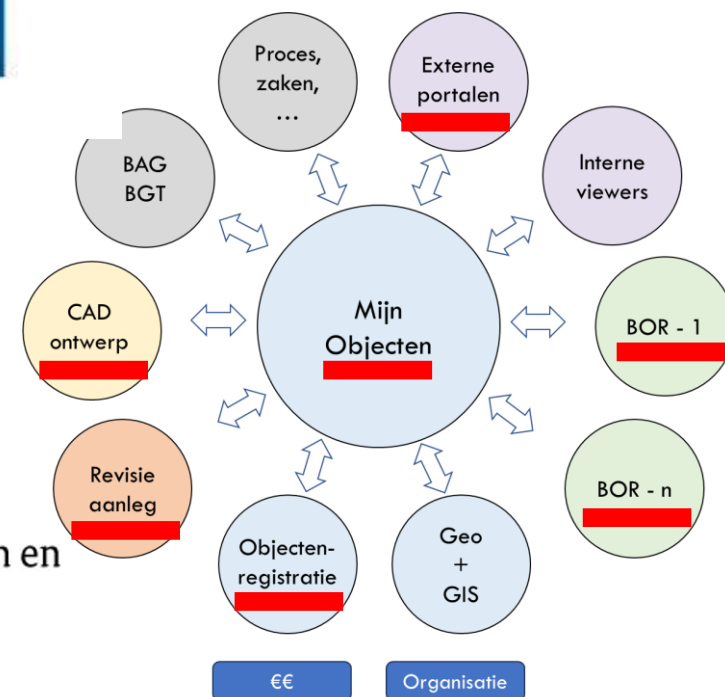 Proces,
zaken,
...
Externe
portalen
BAG
BGT
Interne
viewers
CAD
ontwerp
Mijn
Objecten
BOR - 1
Revisie
aanleg
BOR - n
n en
Objecten-
registratie
Geo
+
GIS
€€
Organisatie